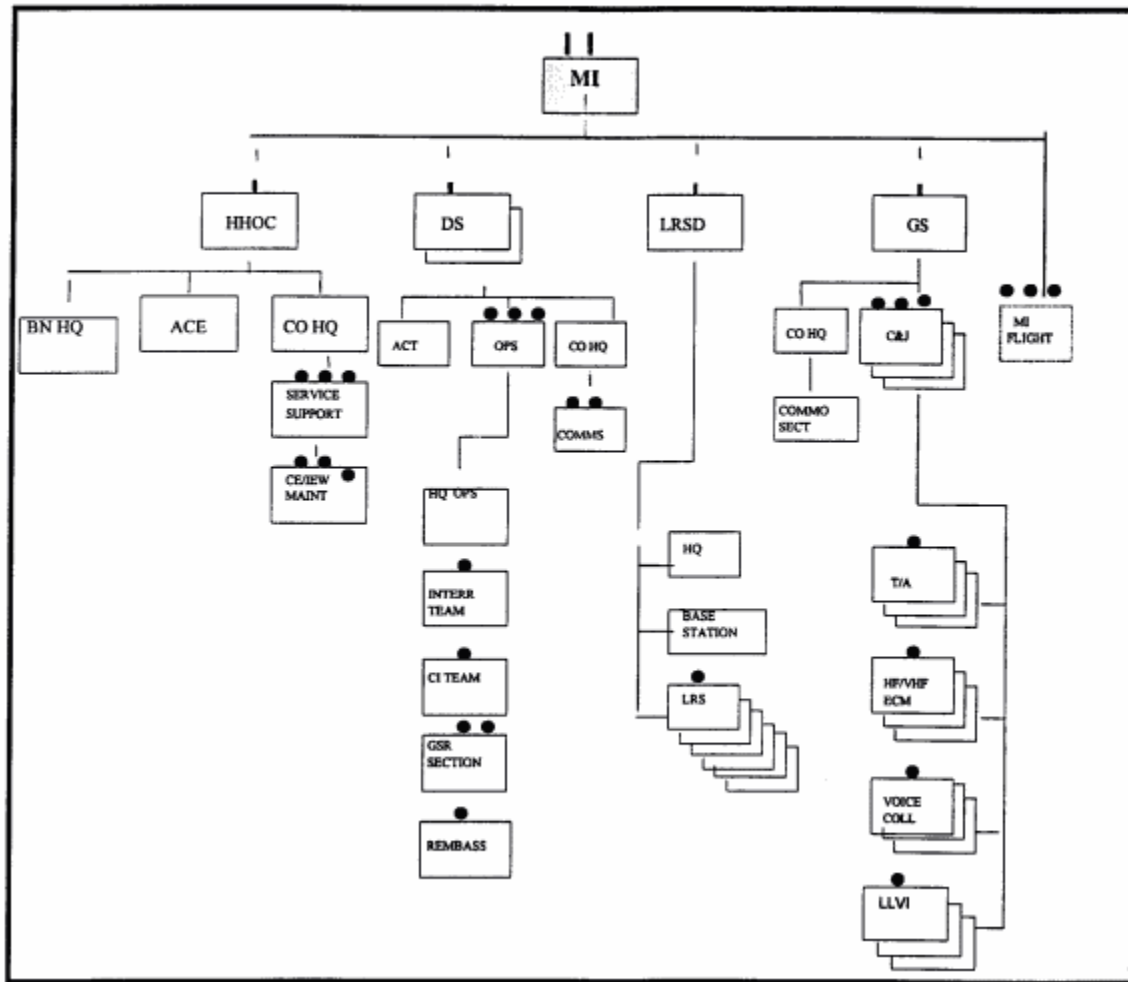 MI
HHOC
DS
LRSD
GS
BN HQ
ACE
CO HQ
ACT
OPS
CO HQ
CO HQ
C&J
MI
FLIGHT
SERVICE
SUPPORT
COMMS
COMMO
SECT
CE/IEW
MAINT
HQ OPS
HQ
T/A
INTERR
TEAM
BASE
STATION
CI TEAM
LRS
HF/VHF
ECM
GSR
SECTION
VOICE
COLL
REMBASS
LLVI